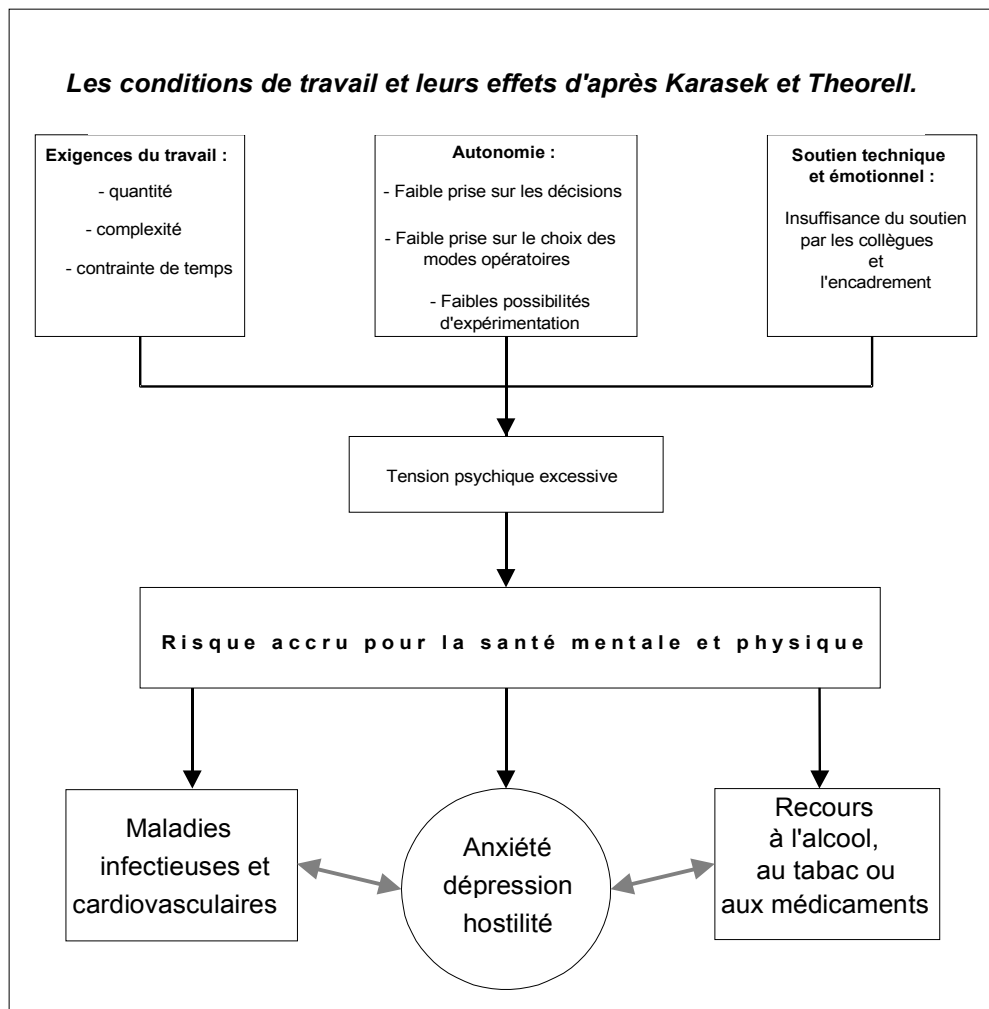 Les conditions de travail et leurs effets d'après Karasek et Theorell.
Exigences du travail :
- quantité
- complexité
- contrainte de temps
Autonomie :
- Faible prise sur les décisions
- Faible prise sur le choix des
modes opératoires
- Faibles possibilités
d'expérimentation
Soutien technique
et émotionnel :
Insuffisance du soutien
par les collègues
et
l'encadrement
Tension psychique excessive
Risque accru pour la santé mentale et physique
Maladies
infectieuses et
cardiovasculaires
Anxiété
dépression
hostilité
Recours
à l'alcool,
au tabac ou
aux médicaments